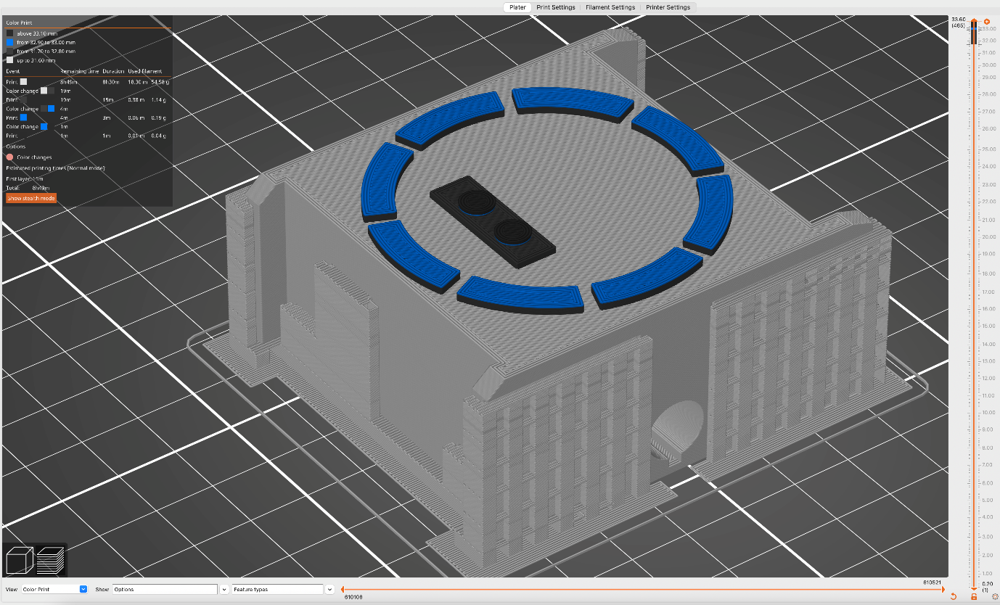 Plater Print Settings Filament Settings Printer Settings
Color Print
above 33.10 mm
from 32.90 to 33.00 mm
from 31.70 to 32.80 mm
up to 31.60 mm
Event Remaining time Duration Used filament
Print 8h49m 8h30m 18.30 m 54.58 g
Color change 19m
Print 19m 15m 0.38 m 1.14 g
Color change 4m
Print 4m 3m 0.06 m 0.19 g
Color change 1m
Print 1m 1m 0.01 m 0.04 g
Options
Color changes
Estimated printing times [Normal mode]
First layer: 11m
Total: 8h49m
Show stealth mode
33.60
(465)
33.00
32.00
31.00
30.00
29.00
28.00
27.00
26.00
25.00
24.00
23.00
22.00
21.00
20.00
19.00
18.00
17.00
16.00
15.00
14.00
13.00
12.00
11.00
10.00
9.00
8.00
7.00
6.00
5.00
4.00
3.00
2.00
1.00
0.20
(1)
View Color Print Show Options Feature types
610108
610521